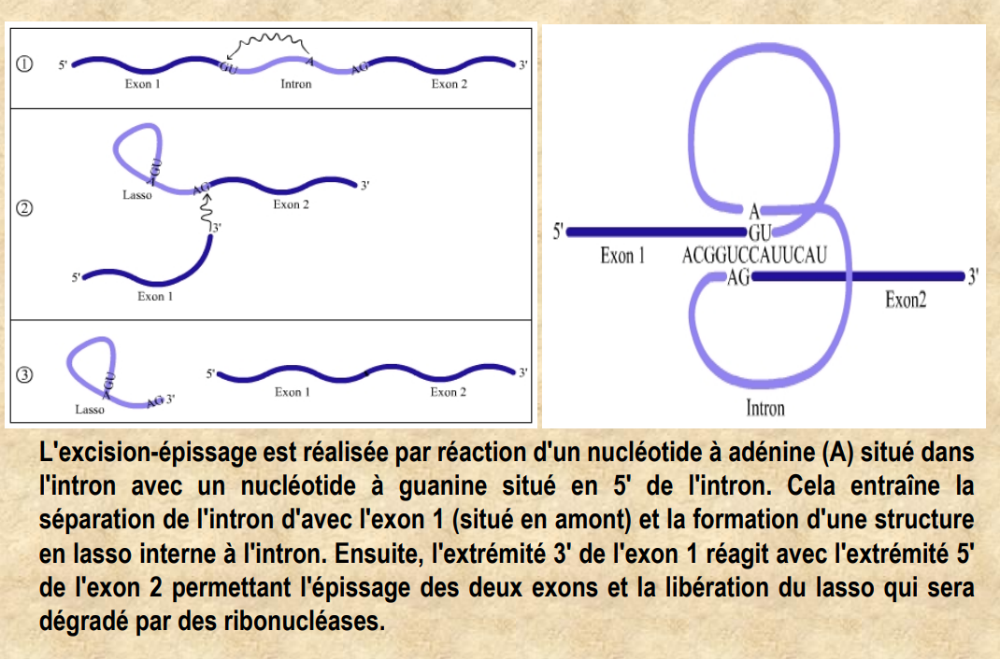 ①
5'
GU
A
AG
3'
Exon 1
Intron
Exon 2
②
GU
A
Lasso
AG
3'
Exon 2
3'
5'
Exon 1
③
GU
A
AG 3'
Lasso
5'
3'
Exon 1
Exon 2
A
5'
GU
Exon 1
ACGGUCCAUUCAU
AG
3'
Exon2
Intron
L'excision-épissage est réalisée par réaction d'un nucléotide à adénine (A) situé dans
l'intron avec un nucléotide à guanine situé en 5' de l'intron. Cela entraîne la
séparation de l'intron d'avec l'exon 1 (situé en amont) et la formation d'une structure
en lasso interne à l'intron. Ensuite, l'extrémité 3' de l'exon 1 réagit avec l'extrémité 5'
de l'exon 2 permettant l'épissage des deux exons et la libération du lasso qui sera
dégradé par des ribonucléases.